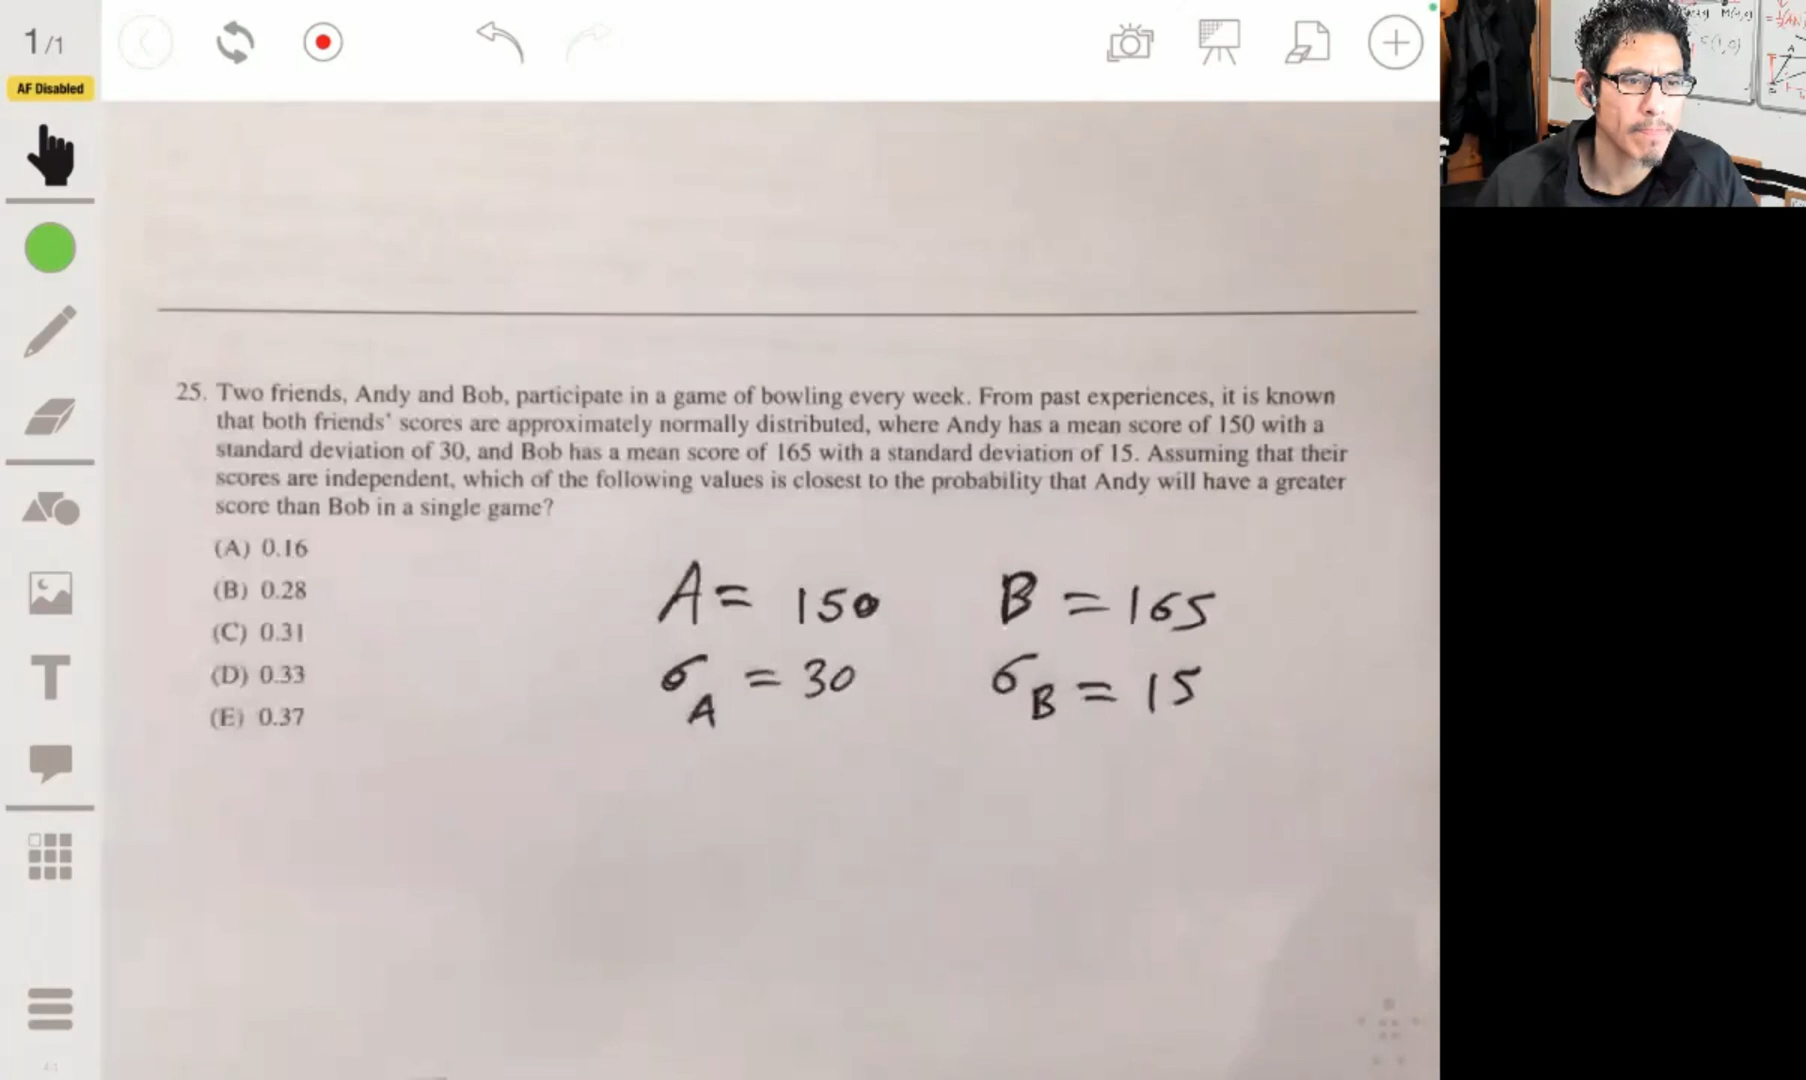 1/1
AF Disabled
T
25. Two friends, Andy and Bob, participate in a game of bowling every week. From past experiences, it is known
that both friends' scores are approximately normally distributed, where Andy has a mean score of 150 with a
standard deviation of 30, and Bob has a mean score of 165 with a standard deviation of 15. Assuming that their
scores are independent, which of the following values is closest to the probability that Andy will have a greater
score than Bob in a single game?
(A) 0.16
(B) 0.28
(C) 0.31
(D) 0.33
(E) 0.37
A = 150 B = 165
σA = 30 σB = 15